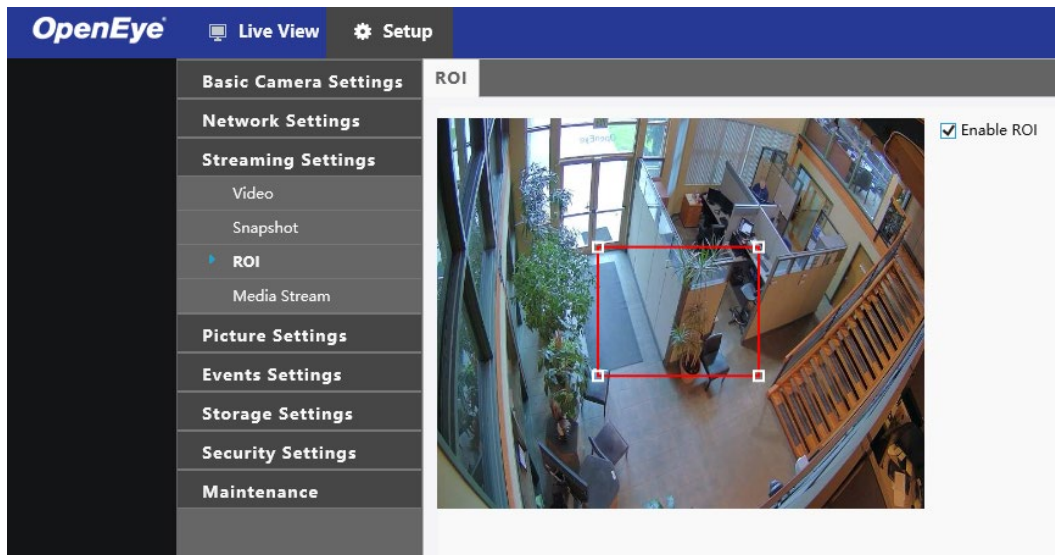 OpenEye
Live View
Setup
Basic Camera Settings
Network Settings
Streaming Settings
Video
Snapshot
ROI
Media Stream
Picture Settings
Events Settings
Storage Settings
Security Settings
Maintenance
ROI
Enable ROI